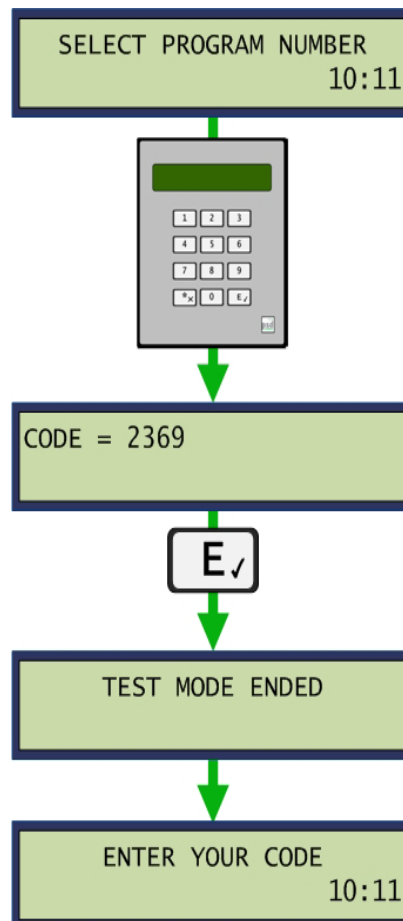 SELECT PROGRAM NUMBER
10:11
1 2 3
4 5 6
7 8 9
*× 0 E✓
CODE = 2369
E✓
TEST MODE ENDED
ENTER YOUR CODE
10:11